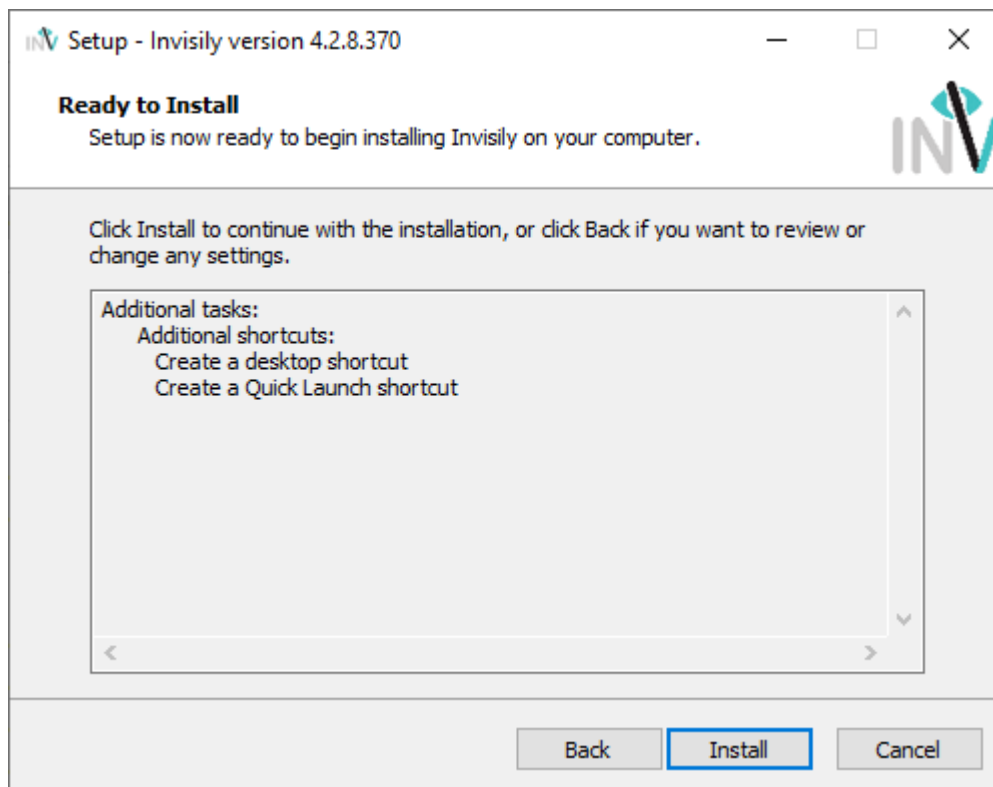 INV Setup - Invisily version 4.2.8.370
Ready to Install
Setup is now ready to begin installing Invisily on your computer.
INV
Click Install to continue with the installation, or click Back if you want to review or
change any settings.
Additional tasks:
Additional shortcuts:
Create a desktop shortcut
Create a Quick Launch shortcut
Back
Install
Cancel